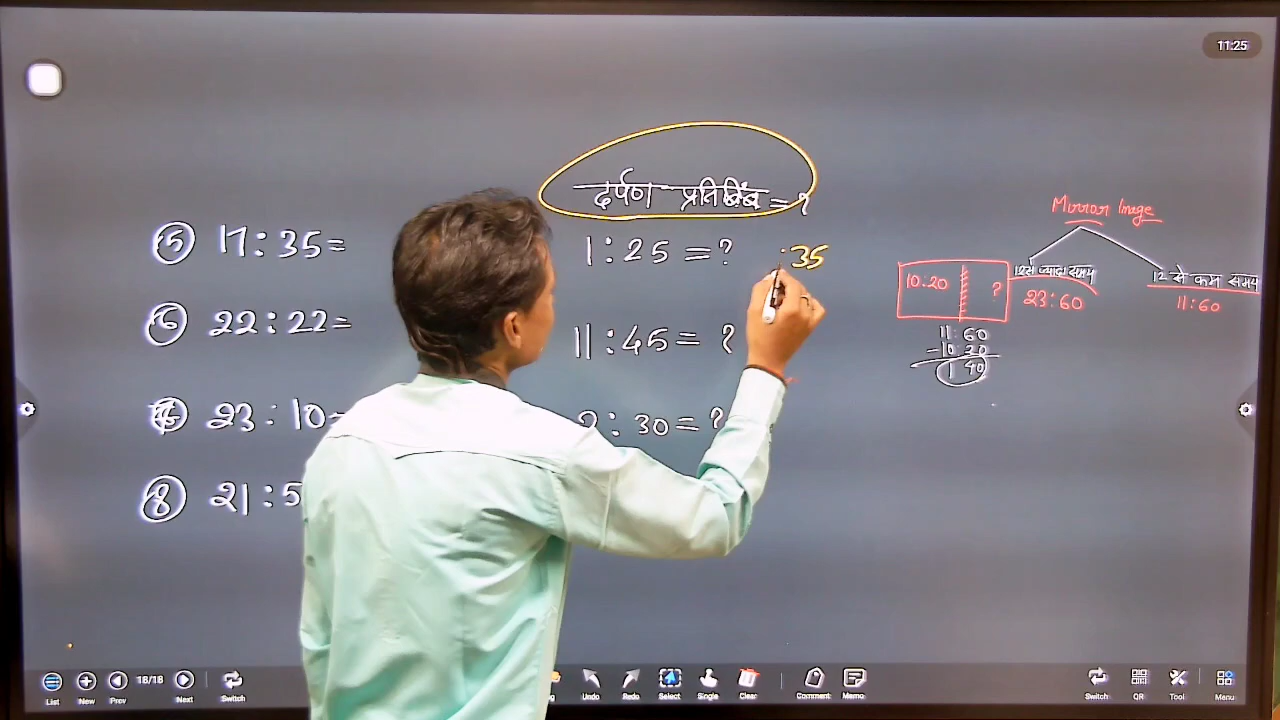 11:25
दर्पण प्रतिबिंब = ?
⑤ 17:35=
1:25 =?
:35
⑥ 22:22=
11:45= ?
23:10=
2:30=?
⑧ 21:5
Mirror Image
12 से ज्यादा समय
23:60
12 से कम समय
11:60
10:20
?
11:60
-10:20
1 40
List
New
Prev
18/18
Next
Switch
Undo
Redo
Select
Single
Clear
Comment
Memo
Switch
QR
Tool
Menu